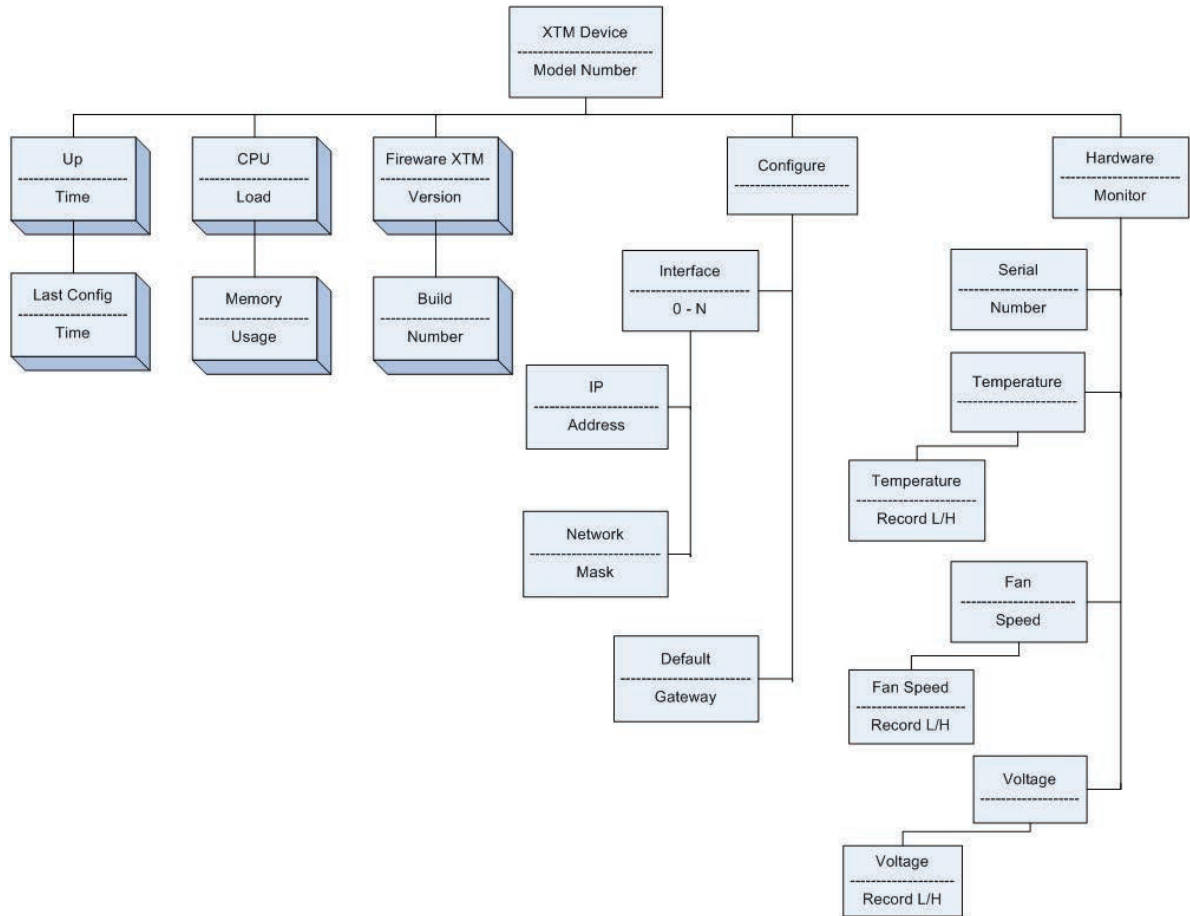 XTM Device
Model Number
Up
Time
CPU
Load
Fireware XTM
Version
Configure
Hardware
Monitor
Last Config
Time
Memory
Usage
Build
Number
Interface
0 - N
IP
Address
Network
Mask
Default
Gateway
Serial
Number
Temperature
Temperature
Record L/H
Fan
Speed
Fan Speed
Record L/H
Voltage
Voltage
Record L/H